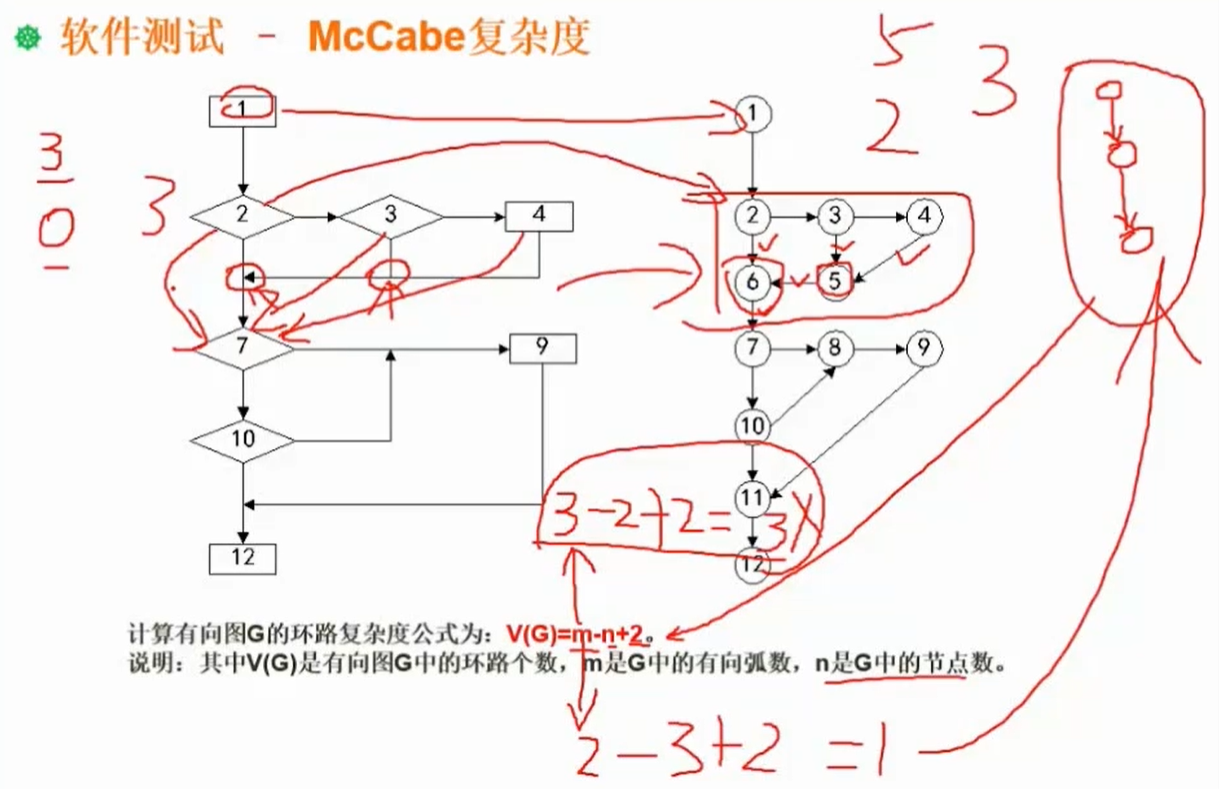 软件测试 - McCabe复杂度
5
3
2
3
0
3
1
2 3 4
7
9
10
12
1
2 3 4
6 5
7 8 9
10
11
12
3-2+2=3X
计算有向图G的环路复杂度公式为：V(G)=m-n+2。
说明：其中V(G)是有向图G中的环路个数，m是G中的有向弧数，n是G中的节点数。
2-3+2=1